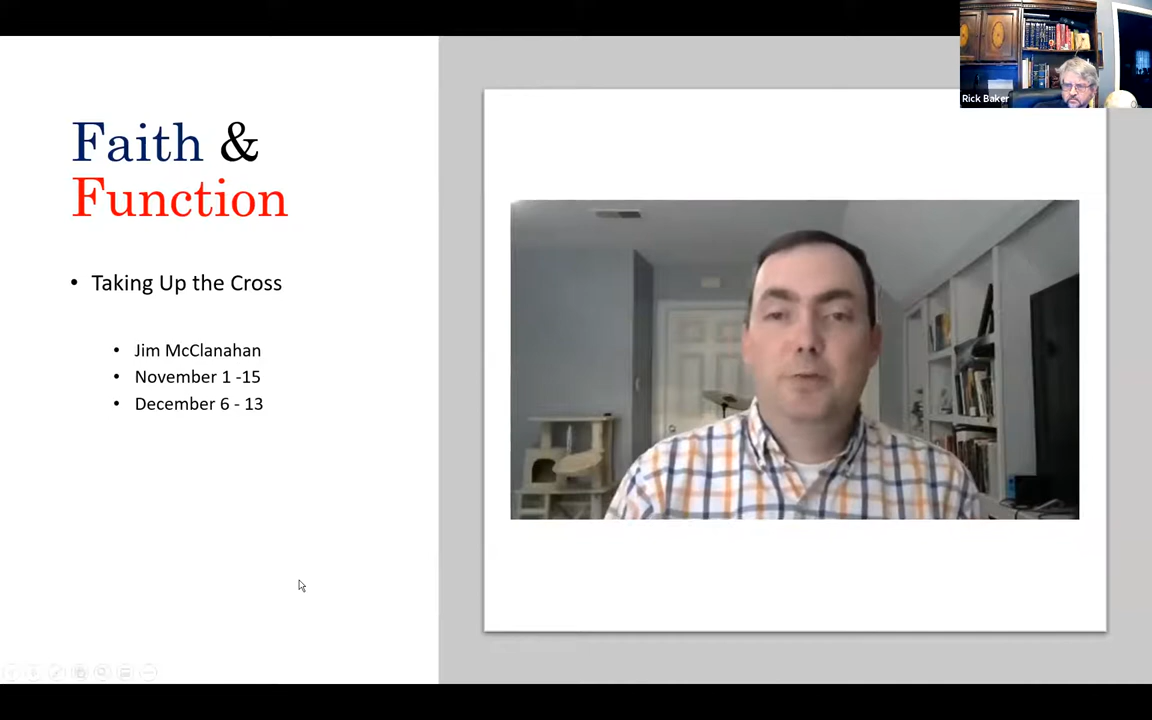 Faith &
Function
• Taking Up the Cross
• Jim McClanahan
• November 1 -15
• December 6 - 13
Rick Baker